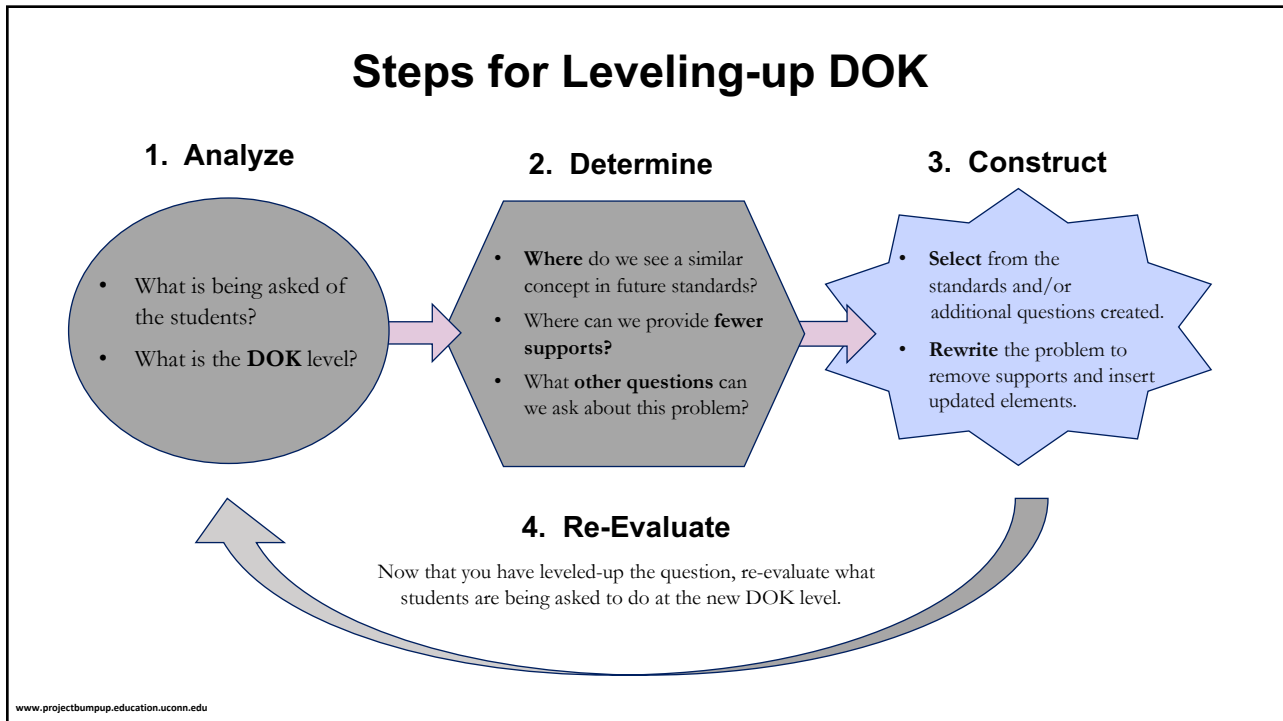 Steps for Leveling-up DOK
1. Analyze
• What is being asked of
the students?
• What is the DOK level?
2. Determine
• Where do we see a similar
concept in future standards?
• Where can we provide fewer
supports?
• What other questions can
we ask about this problem?
3. Construct
• Select from the
standards and/or
additional questions created.
• Rewrite the problem to
remove supports and insert
updated elements.
4. Re-Evaluate
Now that you have leveled-up the question, re-evaluate what
students are being asked to do at the new DOK level.
www.projectbumpup.education.uconn.edu